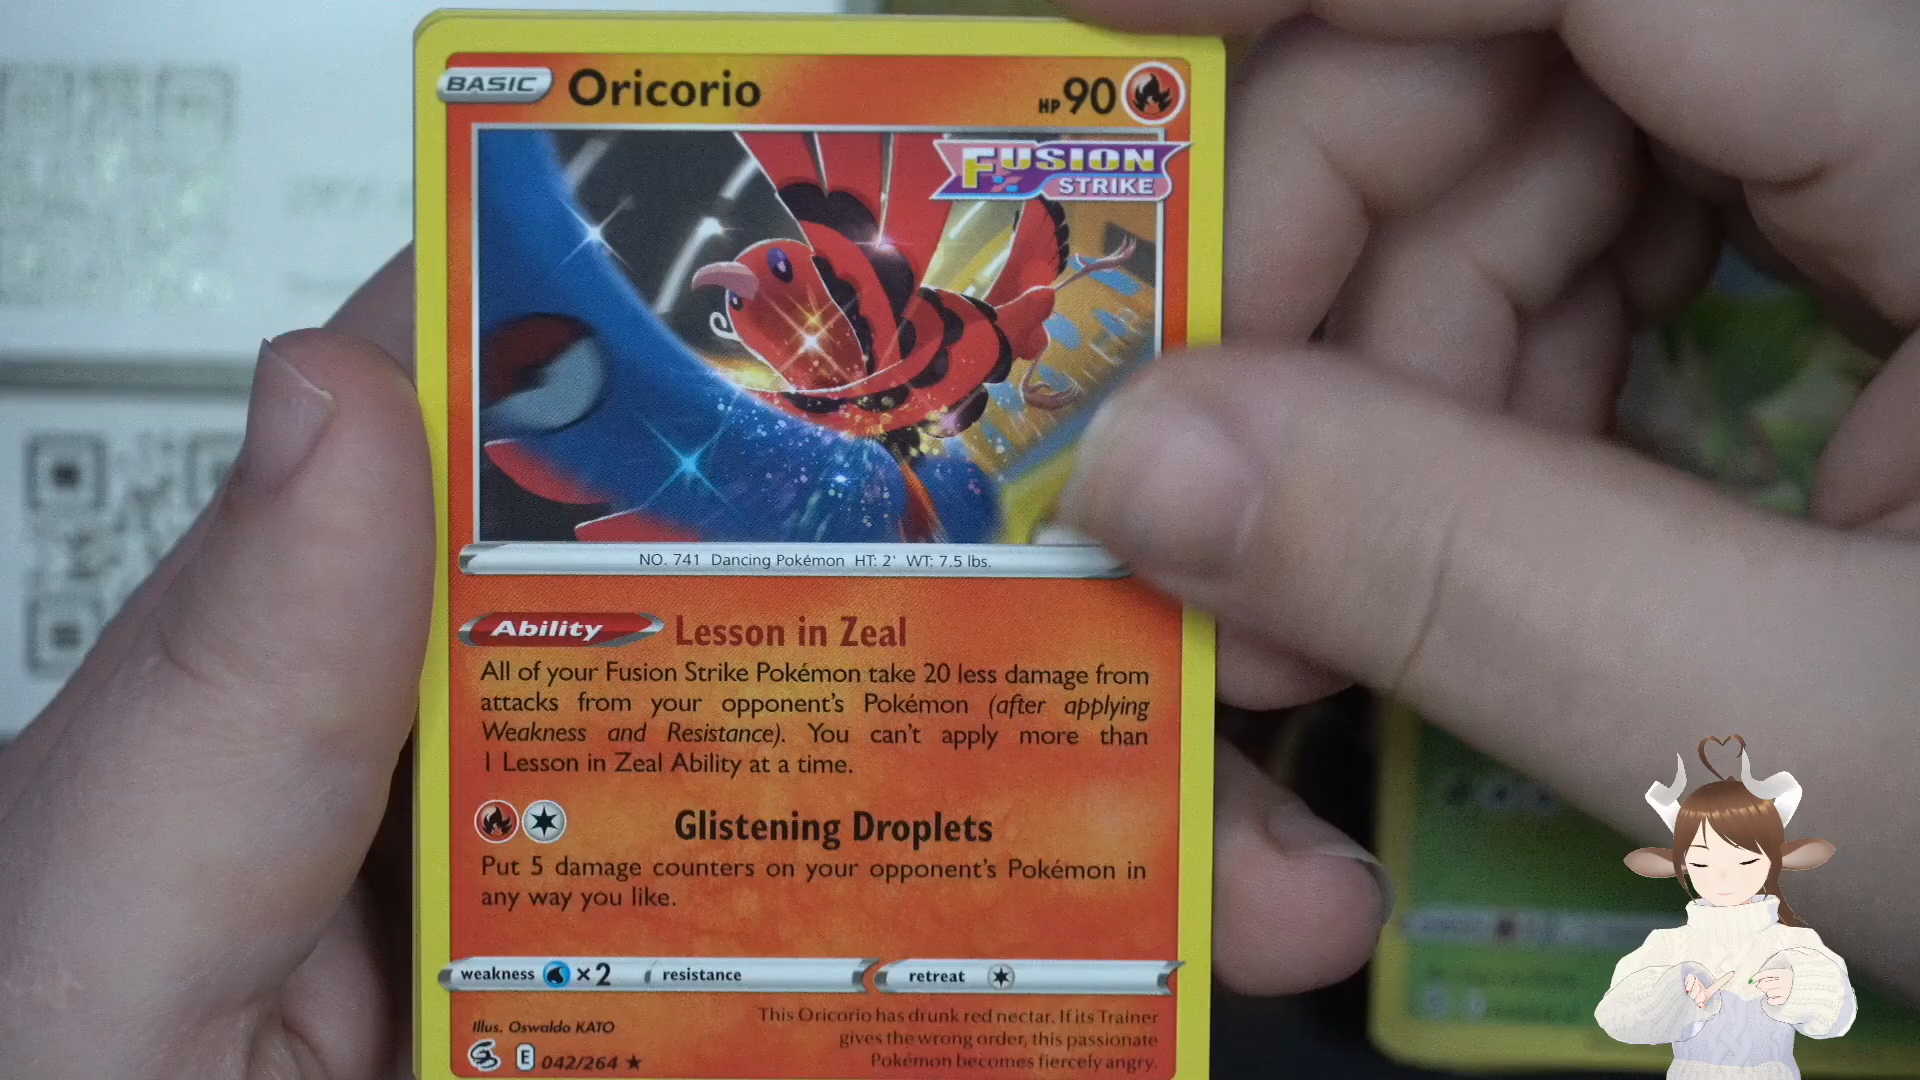 BASIC Oricorio HP 90
FUSION
STRIKE
NO. 741 Dancing Pokémon HT: 2' WT: 7.5 lbs.
Ability Lesson in Zeal
All of your Fusion Strike Pokémon take 20 less damage from
attacks from your opponent's Pokémon (after applying
Weakness and Resistance). You can't apply more than
1 Lesson in Zeal Ability at a time.
Glistening Droplets
Put 5 damage counters on your opponent's Pokémon in
any way you like.
weakness ×2 resistance retreat
Illus. Oswaldo KATO
E 042/264 ★
This Oricorio has drunk red nectar. If its Trainer
gives the wrong order, this passionate
Pokémon becomes fiercely angry.